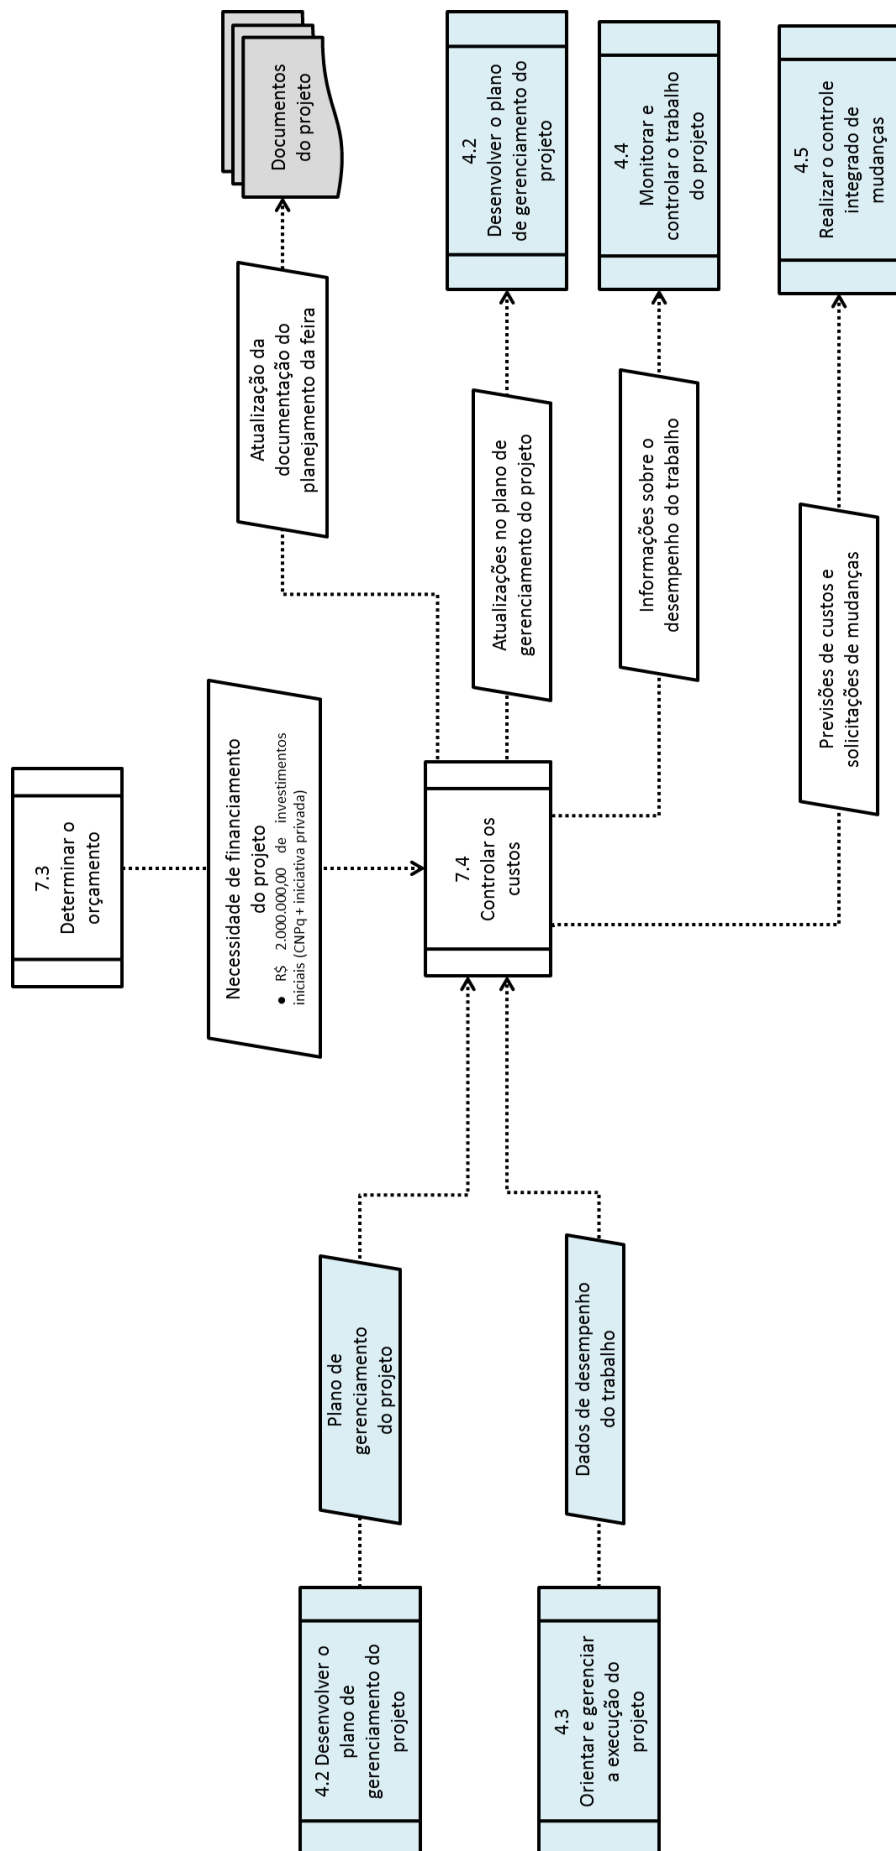 7.3
Determinar o
orçamento
Necessidade de financiamento
do projeto
● R$ 2.000.000,00 de investimentos
iniciais (CNPq + iniciativa privada)
4.2 Desenvolver o
plano de
gerenciamento do
projeto
Plano de
gerenciamento
do projeto
4.3
Orientar e gerenciar
a execução do
projeto
Dados de desempenho
do trabalho
7.4
Controlar os
custos
Atualização da
documentação do
planejamento da feira
Documentos
do projeto
Atualizações no plano de
gerenciamento do projeto
4.2
Desenvolver o plano
de gerenciamento do
projeto
Informações sobre o
desempenho do trabalho
4.4
Monitorar e
controlar o trabalho
do projeto
Previsões de custos e
solicitações de mudanças
4.5
Realizar o controle
integrado de
mudanças